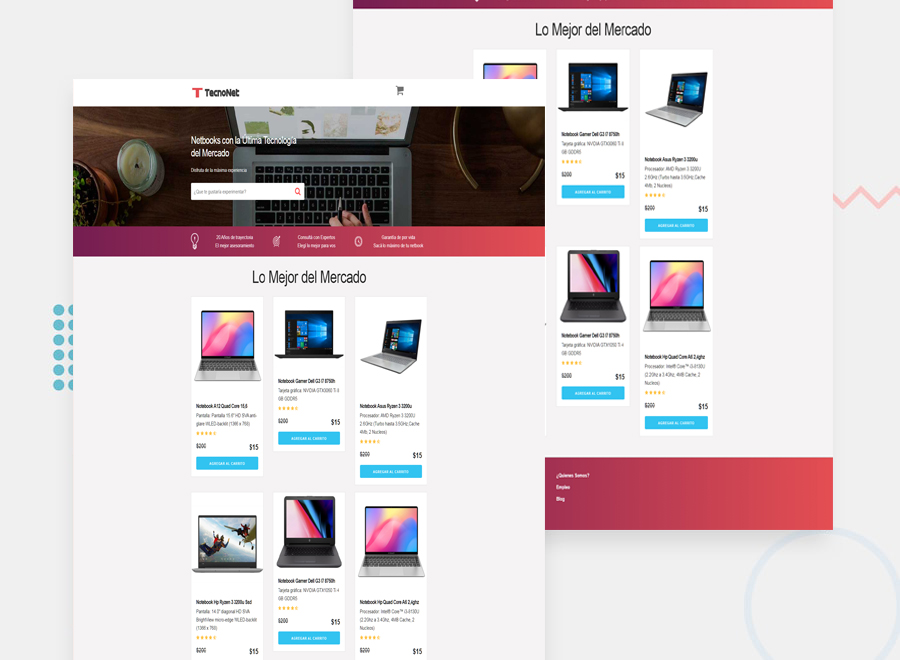 TecnoNet
Netbooks con la Última Tecnología
del Mercado
Disfruta de la máxima experiencia
¿Que te gustaría experimentar?
20 Años de trayectoria
El mejor asesoramiento
Consultá con Expertos
Elegí lo mejor para vos
Garantía de por vida
Sacá lo máximo de tu netbook
Lo Mejor del Mercado
Notebook A12 Quad Core 15,6
Pantalla: Pantalla 15,6" HD SVA anti-
glare WLED-backlit (1366 x 768)
$200
$15
AGREGAR AL CARRITO
Notebook Gamer Dell G3 I7 8750h
Tarjeta gráfica: NVIDIA GTX1050 Ti-4
GB GDDR5
$200
$15
AGREGAR AL CARRITO
Notebook Asus Ryzen 3 3200u
Procesador: AMD Ryzen 3 3200U
2.6GHz (Turbo hasta 3.5GHz; Cache
4Mb, 2 Nucleos)
$200
$15
AGREGAR AL CARRITO
Notebook Hp Ryzen 3 3200u Ssd
Pantalla: 14.0" diagonal HD SVA
BrightView micro-edge WLED-backlit
(1366 x 768)
$200
$15
Notebook Gamer Dell G3 I7 8750h
Tarjeta gráfica: NVIDIA GTX1050 Ti-4
GB GDDR5
$200
$15
AGREGAR AL CARRITO
Notebook Hp Quad Core A6 2,4ghz
Procesador: Intel® Core™ i3-8130U
(2.2Ghz a 3.4Ghz, 4MB Cache, 2
Nucleos)
$200
$15
Lo Mejor del Mercado
Notebook Gamer Dell G3 I7 8750h
Tarjeta gráfica: NVIDIA GTX1050 Ti-4
GB GDDR5
$200
$15
AGREGAR AL CARRITO
Notebook Asus Ryzen 3 3200u
Procesador: AMD Ryzen 3 3200U
2.6GHz (Turbo hasta 3.5GHz; Cache
4Mb, 2 Nucleos)
$200
$15
AGREGAR AL CARRITO
Notebook Gamer Dell G3 I7 8750h
Tarjeta gráfica: NVIDIA GTX1050 Ti-4
GB GDDR5
$200
$15
AGREGAR AL CARRITO
Notebook Hp Quad Core A6 2,4ghz
Procesador: Intel® Core™ i3-8130U
(2.2Ghz a 3.4Ghz, 4MB Cache, 2
Nucleos)
$200
$15
AGREGAR AL CARRITO
¿Quienes Somos?
Empleo
Blog